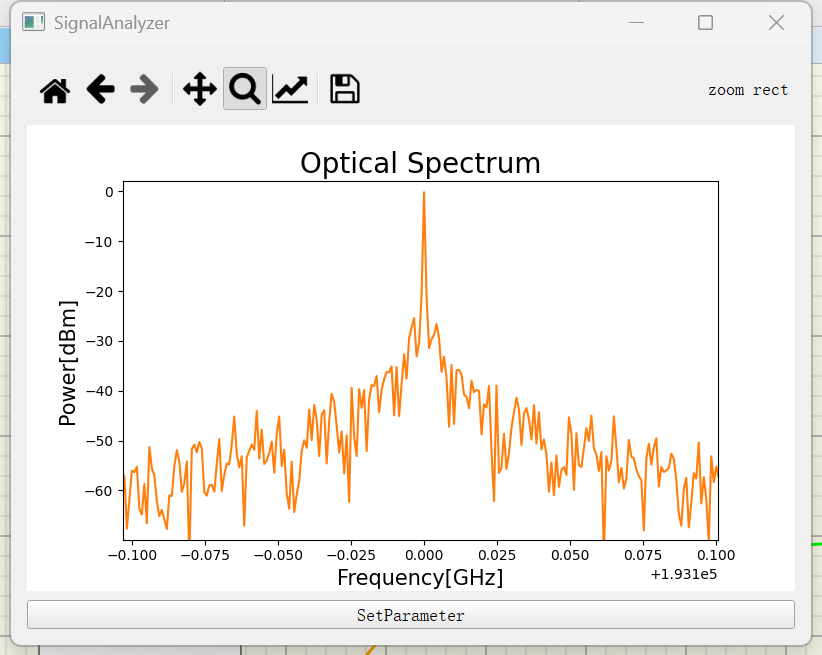 SignalAnalyzer
zoom rect
Optical Spectrum
0
−10
−20
−30
−40
−50
−60
Power[dBm]
−0.100 −0.075 −0.050 −0.025 0.000 0.025 0.050 0.075 0.100
Frequency[GHz]
+1.931e5
SetParameter